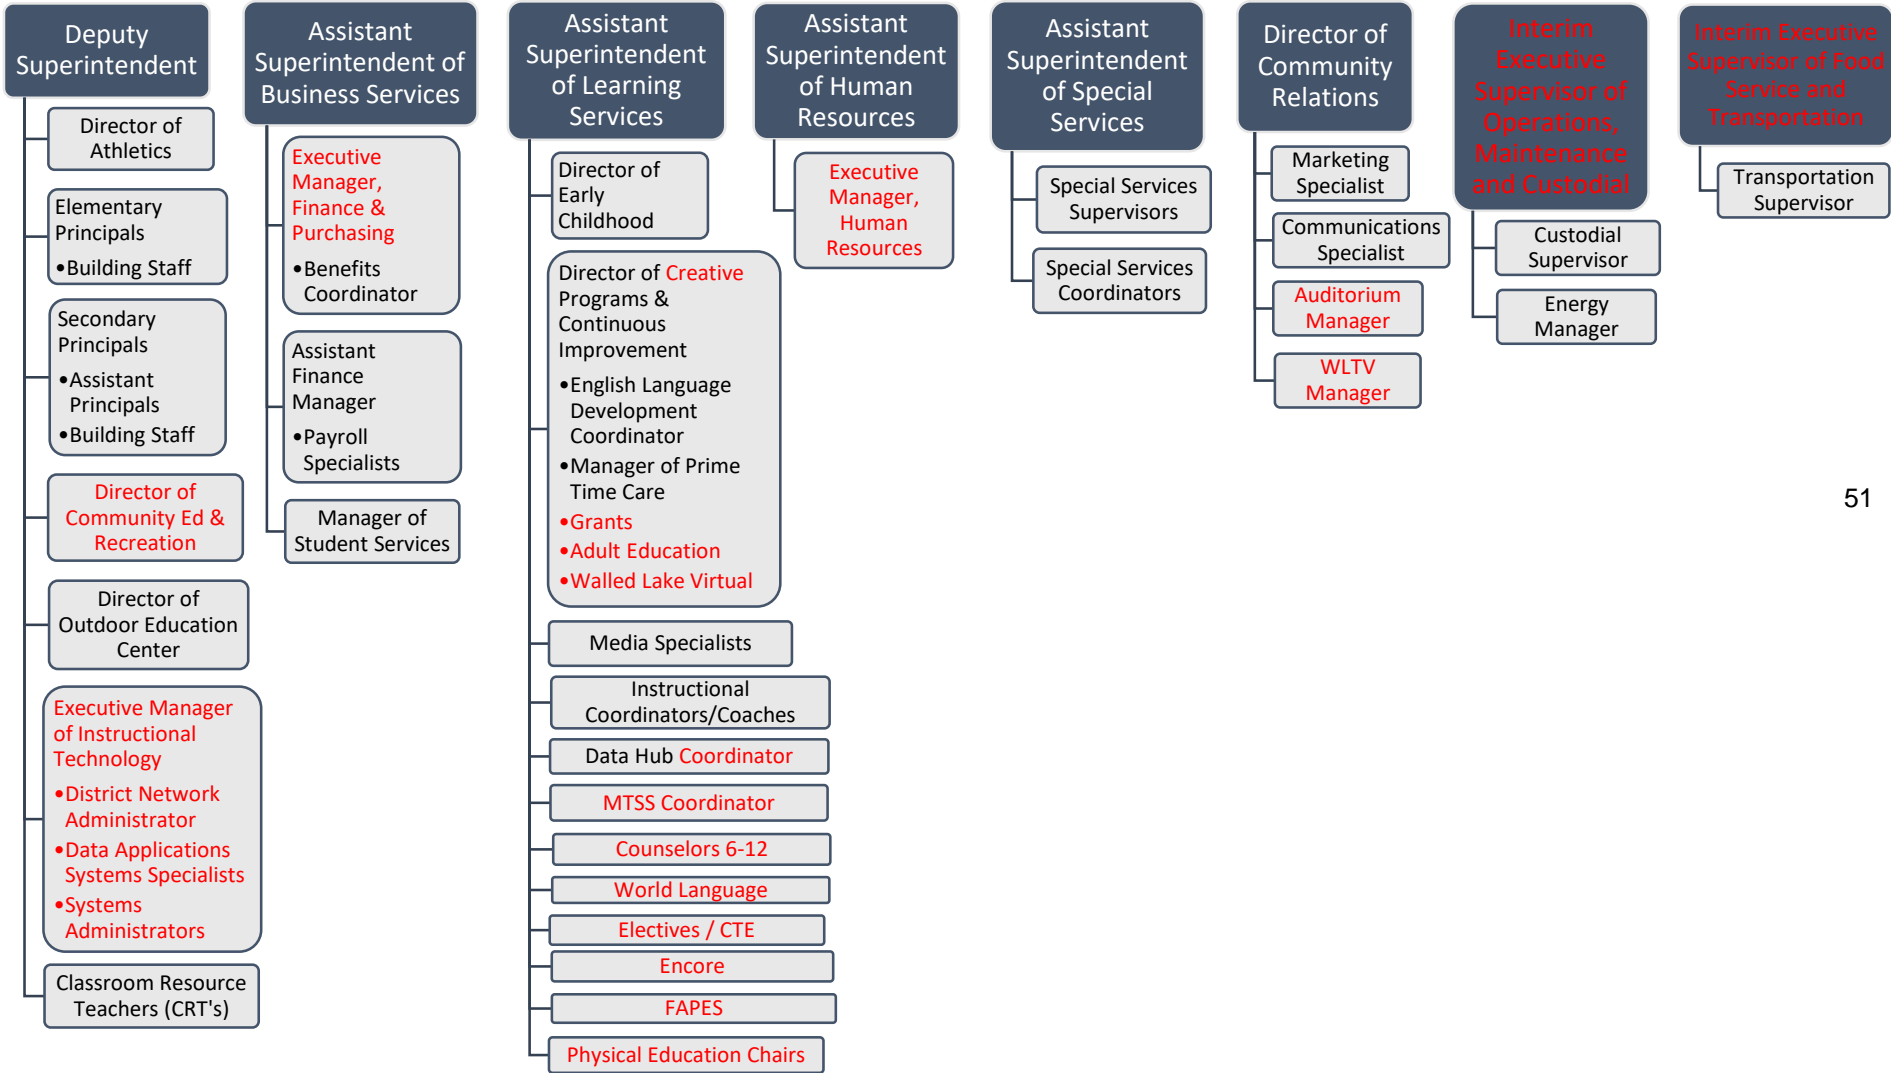 Deputy
Superintendent
Director of
Athletics
Elementary
Principals
•Building Staff
Secondary
Principals
•Assistant
Principals
•Building Staff
Director of
Community Ed &
Recreation
Director of
Outdoor Education
Center
Executive Manager
of Instructional
Technology
•District Network
Administrator
•Data Applications
Systems Specialists
•Systems
Administrators
Classroom Resource
Teachers (CRT's)
Assistant
Superintendent of
Business Services
Executive
Manager,
Finance &
Purchasing
•Benefits
Coordinator
Assistant
Finance
Manager
•Payroll
Specialists
Manager of
Student Services
Assistant
Superintendent
of Learning
Services
Director of
Early
Childhood
Director of Creative
Programs &
Continuous
Improvement
•English Language
Development
Coordinator
•Manager of Prime
Time Care
•Grants
•Adult Education
•Walled Lake Virtual
Media Specialists
Instructional
Coordinators/Coaches
Data Hub Coordinator
MTSS Coordinator
Counselors 6-12
World Language
Electives / CTE
Encore
FAPES
Physical Education Chairs
Assistant
Superintendent
of Human
Resources
Executive
Manager,
Human
Resources
Assistant
Superintendent
of Special
Services
Special Services
Supervisors
Special Services
Coordinators
Director of
Community
Relations
Marketing
Specialist
Communications
Specialist
Auditorium
Manager
WLTV
Manager
Interim
Executive
Supervisor of
Operations,
Maintenance
and Custodial
Custodial
Supervisor
Energy
Manager
Interim Executive
Supervisor of Food
Service and
Transportation
Transportation
Supervisor
51